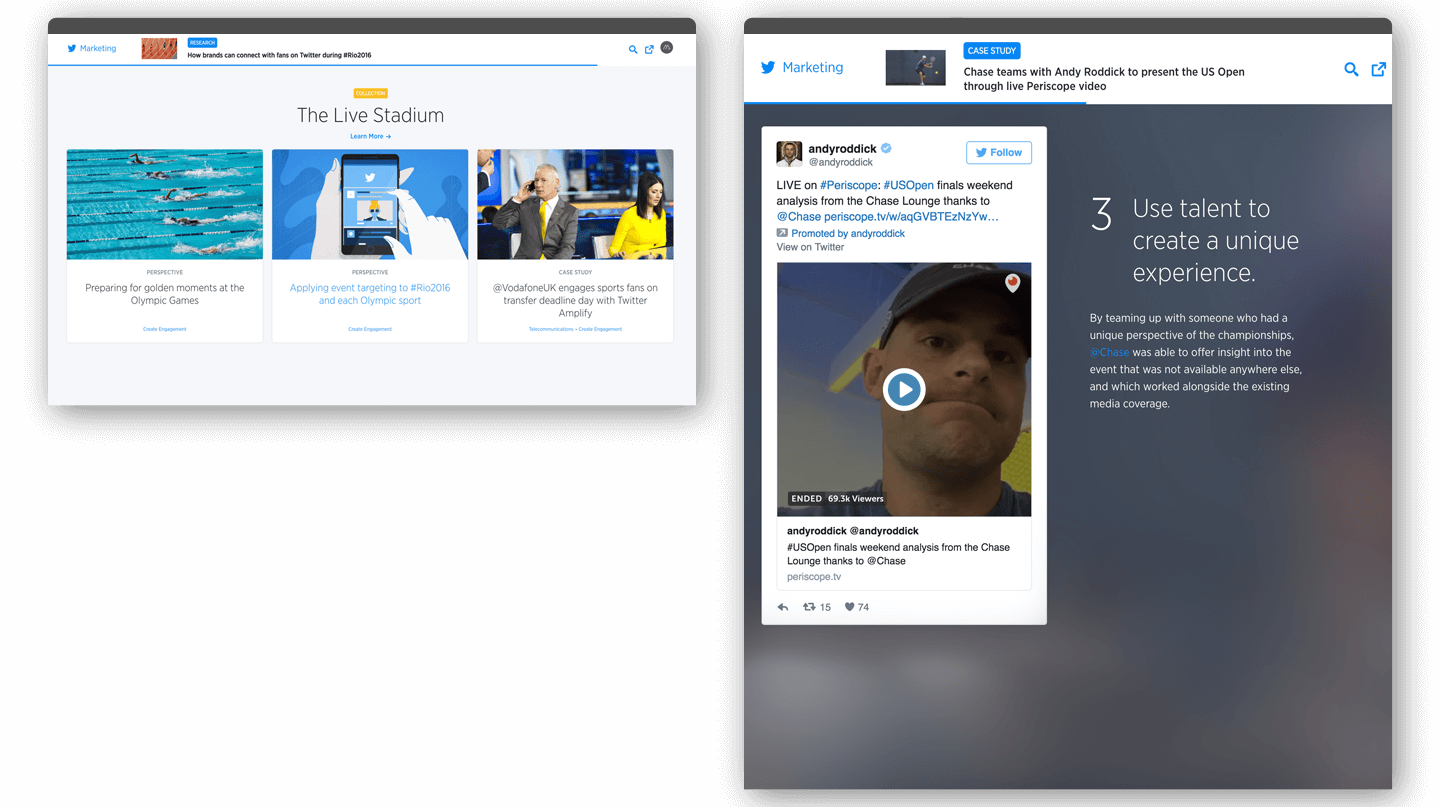 Marketing
RESEARCH
How brands can connect with fans on Twitter during #Rio2016
COLLECTION
The Live Stadium
Learn More →
PERSPECTIVE
Preparing for golden moments at the
Olympic Games
Create Engagement
PERSPECTIVE
Applying event targeting to #Rio2016
and each Olympic sport
Create Engagement
CASE STUDY
@VodafoneUK engages sports fans on
transfer deadline day with Twitter
Amplify
Telecommunications • Create Engagement
Marketing
CASE STUDY
Chase teams with Andy Roddick to present the US Open
through live Periscope video
andyroddick
@andyroddick
Follow
LIVE on #Periscope: #USOpen finals weekend
analysis from the Chase Lounge thanks to
@Chase periscope.tv/w/aqGVBTEzNzYw…
Promoted by andyroddick
View on Twitter
ENDED 69.3k Viewers
andyroddick @andyroddick
#USOpen finals weekend analysis from the Chase
Lounge thanks to @Chase
periscope.tv
15 74
3 Use talent to
create a unique
experience.
By teaming up with someone who had a
unique perspective of the championships,
@Chase was able to offer insight into the
event that was not available anywhere else,
and which worked alongside the existing
media coverage.